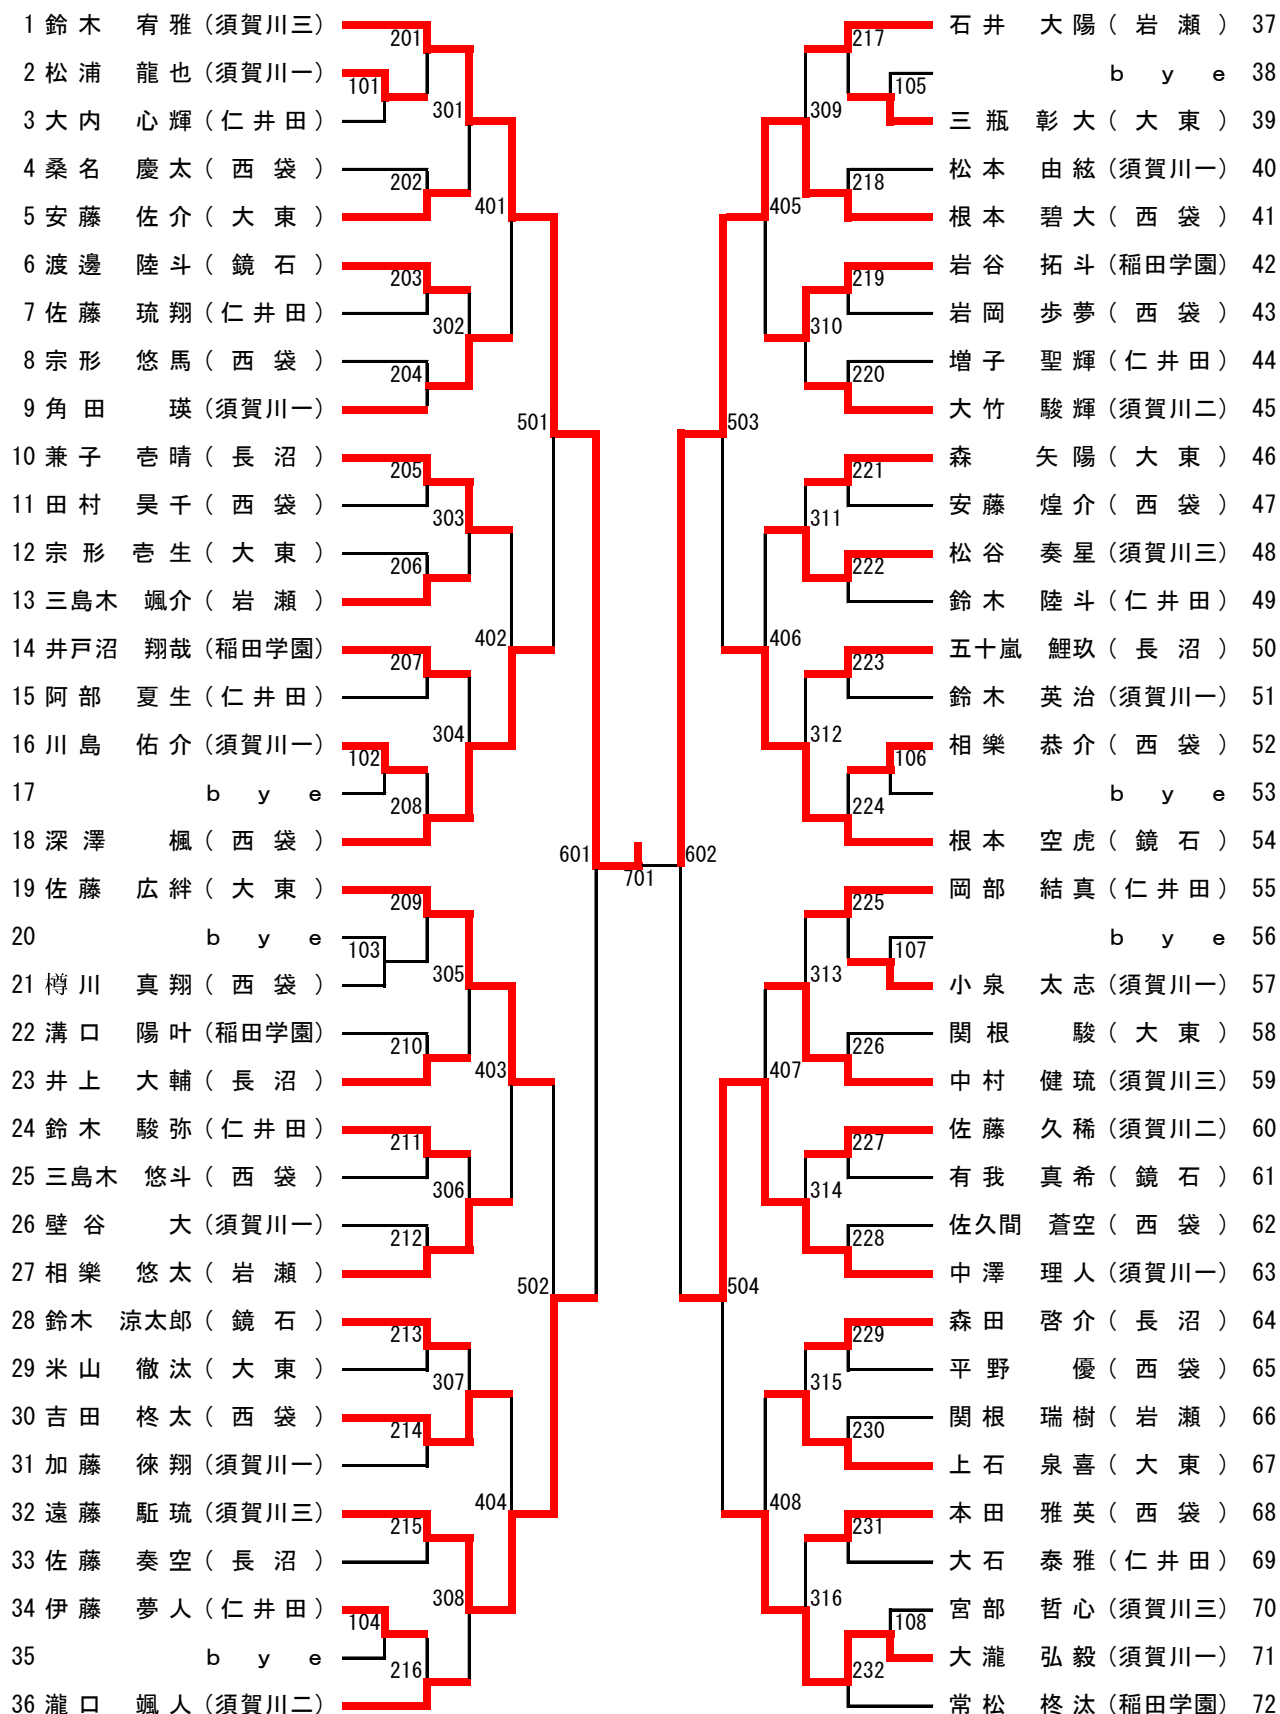 1 鈴木 宥雅 (須賀川三)
2 松浦 龍也 (須賀川一)
3 大内 心輝 (仁井田)
4 桑名 慶太 (西袋)
5 安藤 佐介 (大東)
6 渡邊 陸斗 (鏡石)
7 佐藤 琉翔 (仁井田)
8 宗形 悠馬 (西袋)
9 角田 瑛 (須賀川一)
10 兼子 壱晴 (長沼)
11 田村 昊千 (西袋)
12 宗形 壱生 (大東)
13 三島木 颯介 (岩瀬)
14 井戸沼 翔哉 (稲田学園)
15 阿部 夏生 (仁井田)
16 川島 佑介 (須賀川一)
17 bye
18 深澤 楓 (西袋)
19 佐藤 広絆 (大東)
20 bye
21 樽川 真翔 (西袋)
22 溝口 陽叶 (稲田学園)
23 井上 大輔 (長沼)
24 鈴木 駿弥 (仁井田)
25 三島木 悠斗 (西袋)
26 壁谷 大 (須賀川一)
27 相樂 悠太 (岩瀬)
28 鈴木 涼太郎 (鏡石)
29 米山 徹汰 (大東)
30 吉田 柊太 (西袋)
31 加藤 徠翔 (須賀川一)
32 遠藤 駈琉 (須賀川三)
33 佐藤 奏空 (長沼)
34 伊藤 夢人 (仁井田)
35 bye
36 瀧口 颯人 (須賀川二)
101
102
103
104
201
202
203
204
205
206
207
208
209
210
211
212
213
214
215
216
301
302
303
304
305
306
307
308
401
402
403
404
501
502
601
701
602
503
504
405
406
407
408
309
310
311
312
313
314
315
316
217
218
219
220
221
222
223
224
225
226
227
228
229
230
231
232
105
106
107
108
石井 大陽 (岩瀬) 37
bye 38
三瓶 彰大 (大東) 39
松本 由絃 (須賀川一) 40
根本 碧大 (西袋) 41
岩谷 拓斗 (稲田学園) 42
岩岡 歩夢 (西袋) 43
増子 聖輝 (仁井田) 44
大竹 駿輝 (須賀川二) 45
森 矢陽 (大東) 46
安藤 煌介 (西袋) 47
松谷 奏星 (須賀川三) 48
鈴木 陸斗 (仁井田) 49
五十嵐 鯉玖 (長沼) 50
鈴木 英治 (須賀川一) 51
相樂 恭介 (西袋) 52
bye 53
根本 空虎 (鏡石) 54
岡部 結真 (仁井田) 55
bye 56
小泉 太志 (須賀川一) 57
関根 駿 (大東) 58
中村 健琉 (須賀川三) 59
佐藤 久稀 (須賀川二) 60
有我 真希 (鏡石) 61
佐久間 蒼空 (西袋) 62
中澤 理人 (須賀川一) 63
森田 啓介 (長沼) 64
平野 優 (西袋) 65
関根 瑞樹 (岩瀬) 66
上石 泉喜 (大東) 67
本田 雅英 (西袋) 68
大石 泰雅 (仁井田) 69
宮部 哲心 (須賀川三) 70
大瀧 弘毅 (須賀川一) 71
常松 柊汰 (稲田学園) 72